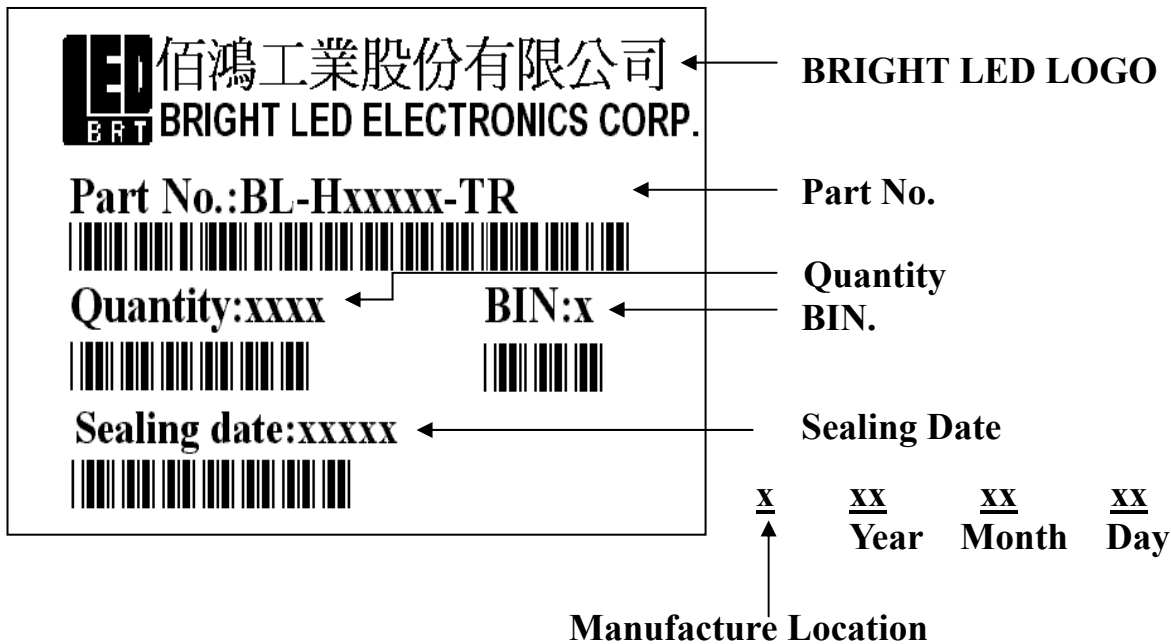 LED 佰鴻工業股份有限公司 BRIGHT LED LOGO
BRT BRIGHT LED ELECTRONICS CORP.
Part No.:BL-Hxxxxx-TR Part No.
Quantity
Quantity:xxxx BIN:x BIN.
Sealing date:xxxxx Sealing Date
x xx xx xx
Year Month Day
Manufacture Location